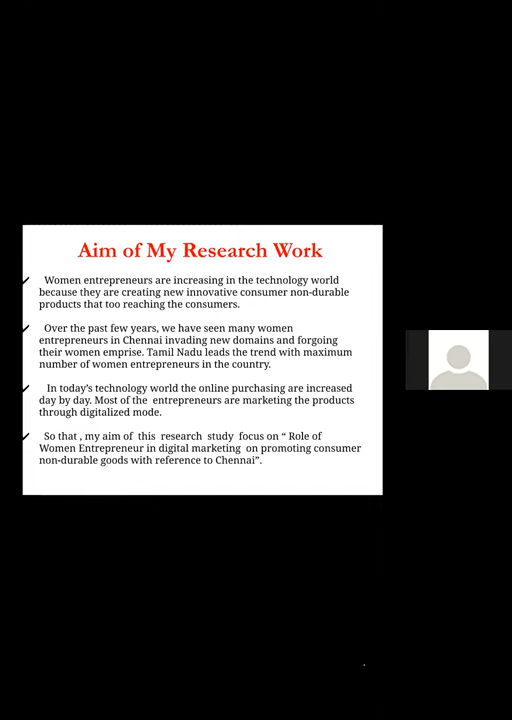 Aim of My Research Work
Women entrepreneurs are increasing in the technology world
because they are creating new innovative consumer non-durable
products that too reaching the consumers.
Over the past few years, we have seen many women
entrepreneurs in Chennai invading new domains and forgoing
their women emprise. Tamil Nadu leads the trend with maximum
number of women entrepreneurs in the country.
In today's technology world the online purchasing are increased
day by day. Most of the entrepreneurs are marketing the products
through digitalized mode.
So that , my aim of this research study focus on “ Role of
Women Entrepreneur in digital marketing on promoting consumer
non-durable goods with reference to Chennai”.